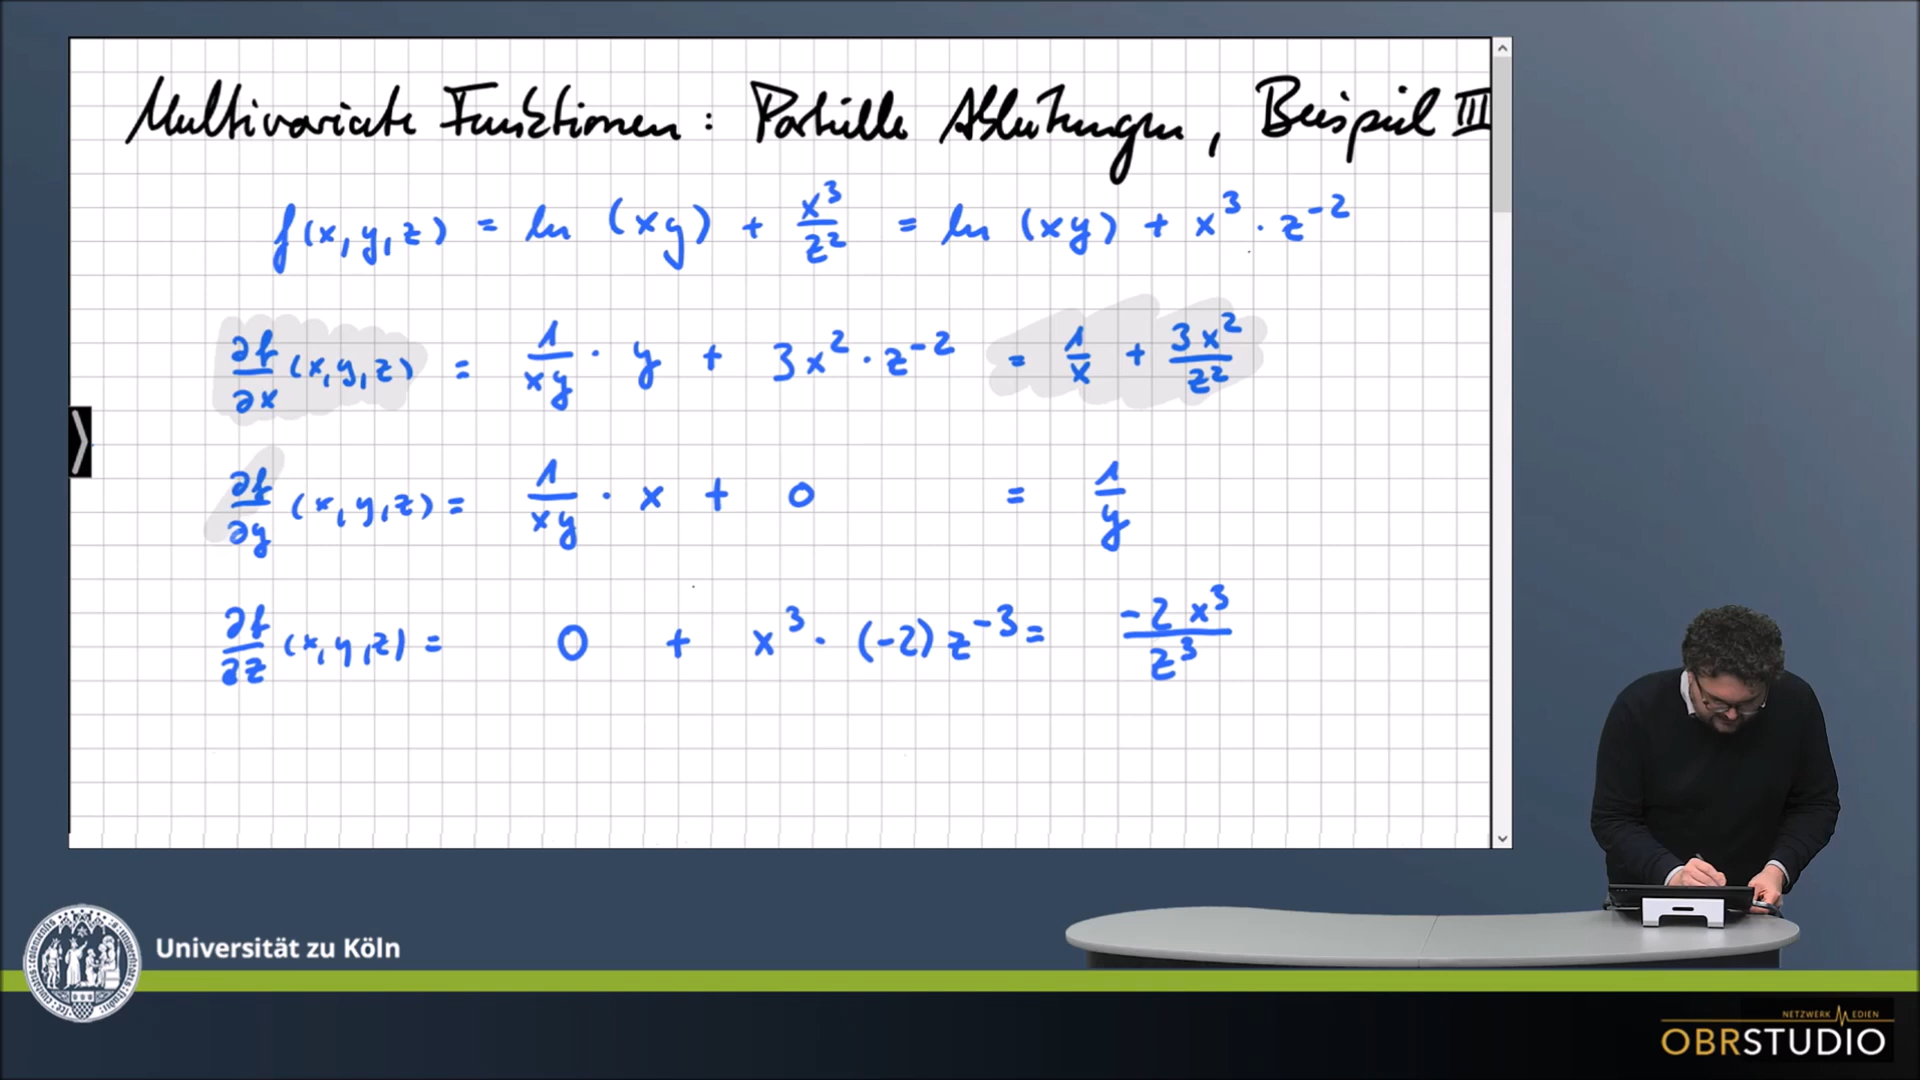 Multivariate Funktionen: Partielle Ableitungen, Beispiel III
f(x,y,z) = ln (xy) + x³/z² = ln (xy) + x³ · z⁻²
∂f/∂x (x,y,z) = 1/xy · y + 3x² · z⁻² = 1/x + 3x²/z²
∂f/∂y (x,y,z) = 1/xy · x + 0 = 1/y
∂f/∂z (x,y,z) = 0 + x³ · (-2) z⁻³ = -2x³/z³
Universität zu Köln
NETZWERK MEDIEN
OBRSTUDIO